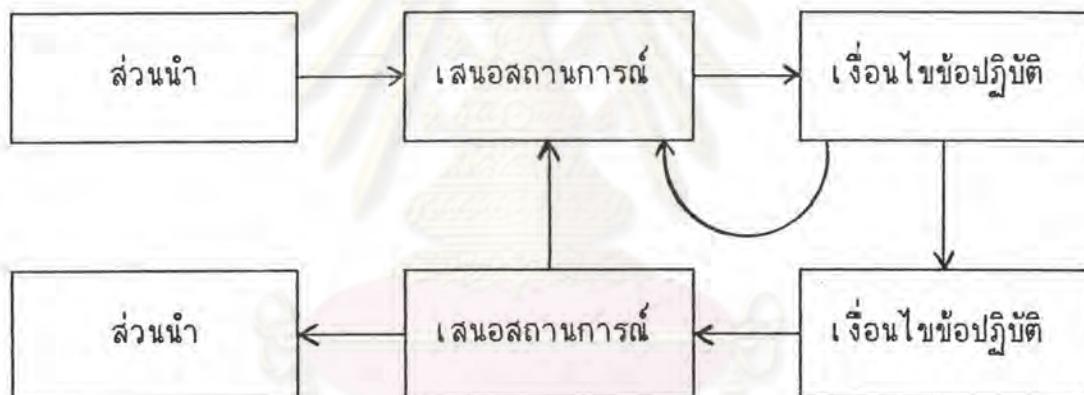 ส่วนนำ
เสนอสถานการณ์
เงื่อนไขข้อปฏิบัติ
ส่วนนำ
เสนอสถานการณ์
เงื่อนไขข้อปฏิบัติ